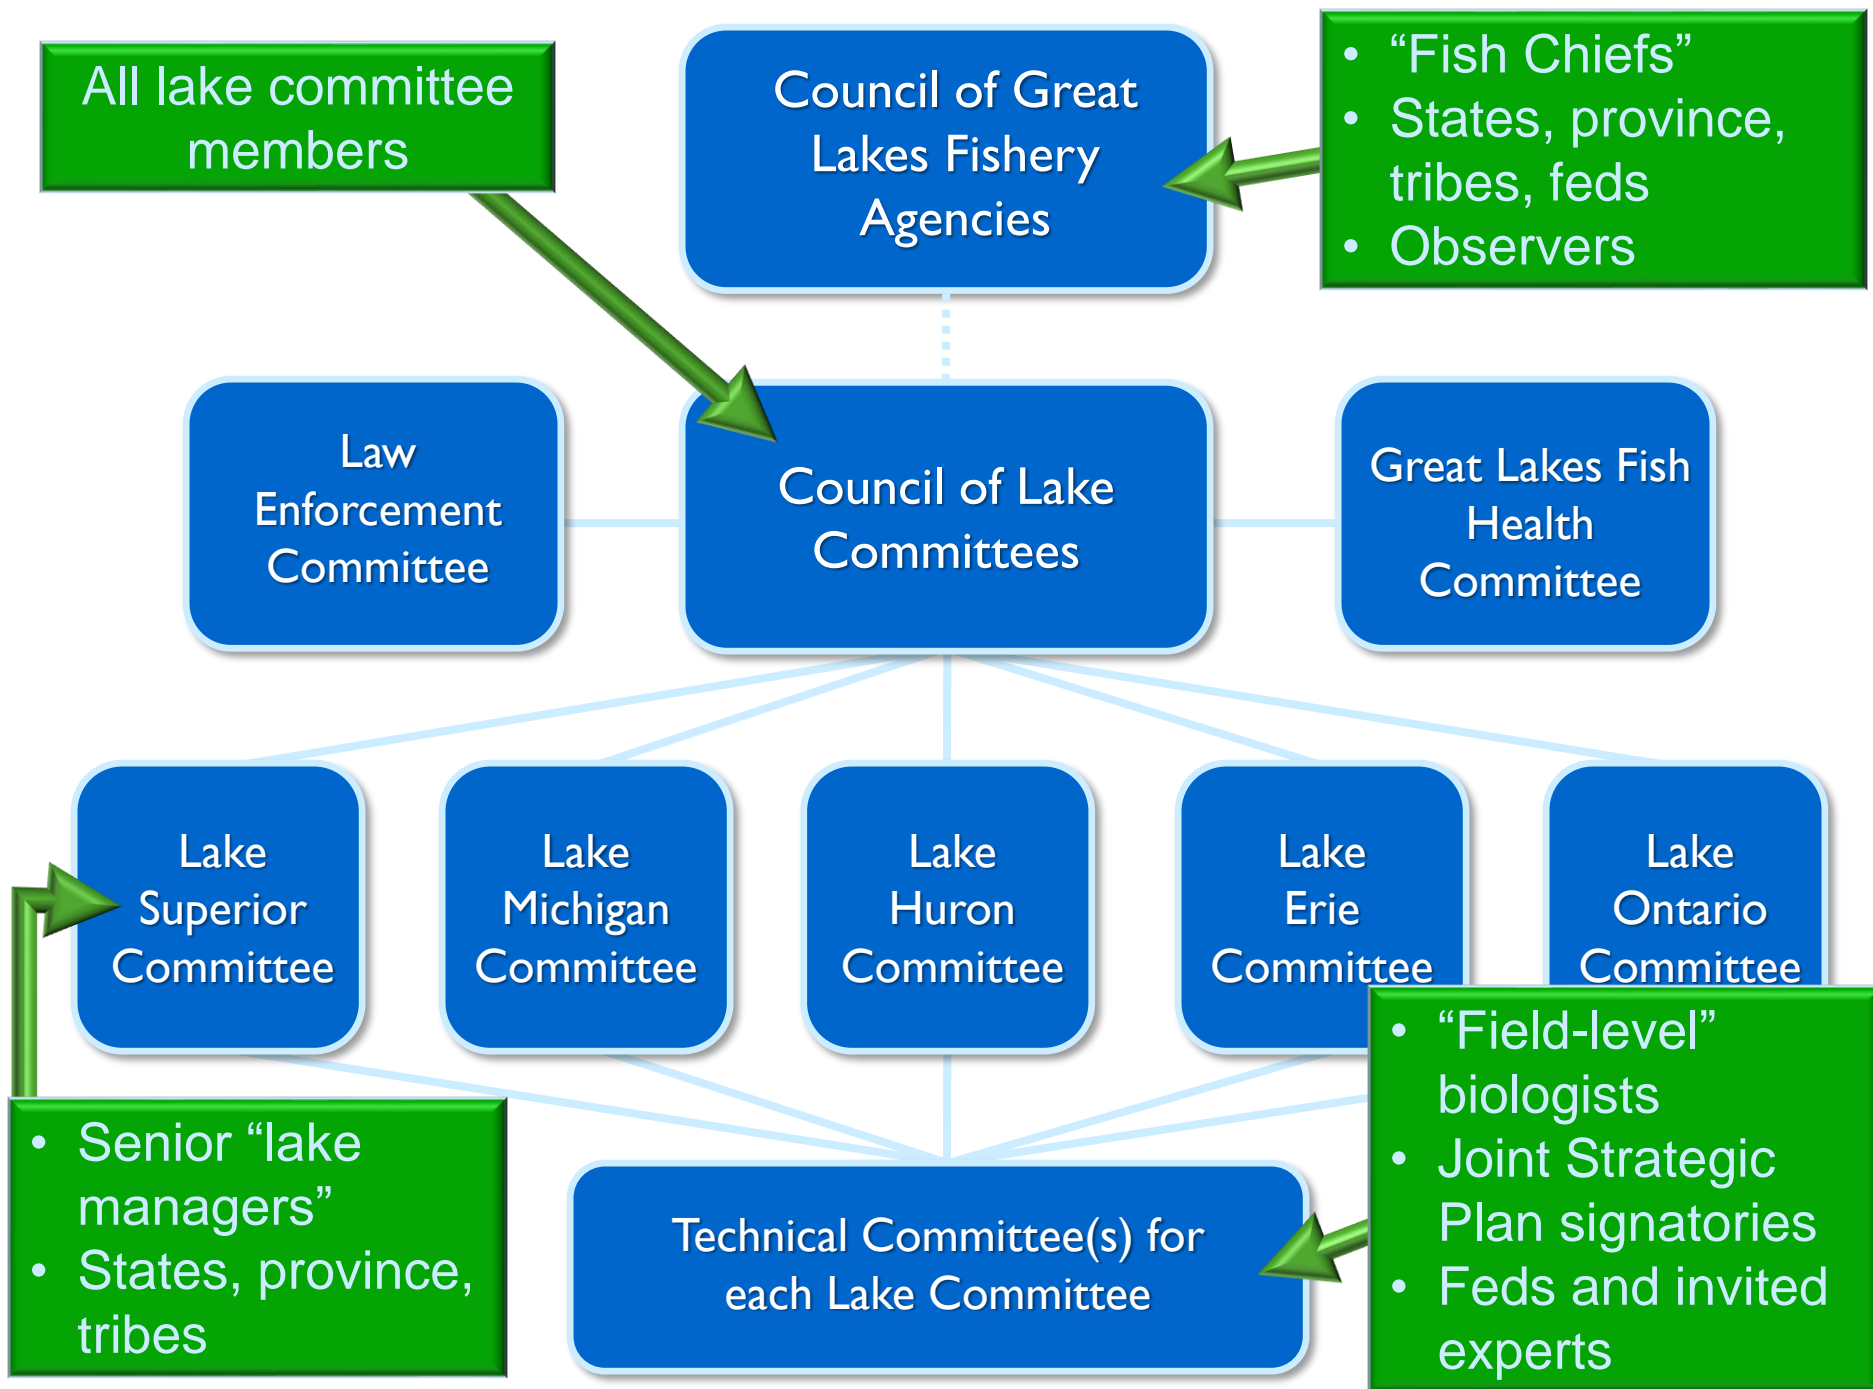 All lake committee
members
Council of Great
Lakes Fishery
Agencies
• “Fish Chiefs”
• States, province,
tribes, feds
• Observers
Law
Enforcement
Committee
Council of Lake
Committees
Great Lakes Fish
Health
Committee
Lake
Superior
Committee
Lake
Michigan
Committee
Lake
Huron
Committee
Lake
Erie
Committee
Lake
Ontario
Committee
• Senior “lake
managers”
• States, province,
tribes
Technical Committee(s) for
each Lake Committee
• “Field-level”
biologists
• Joint Strategic
Plan signatories
• Feds and invited
experts